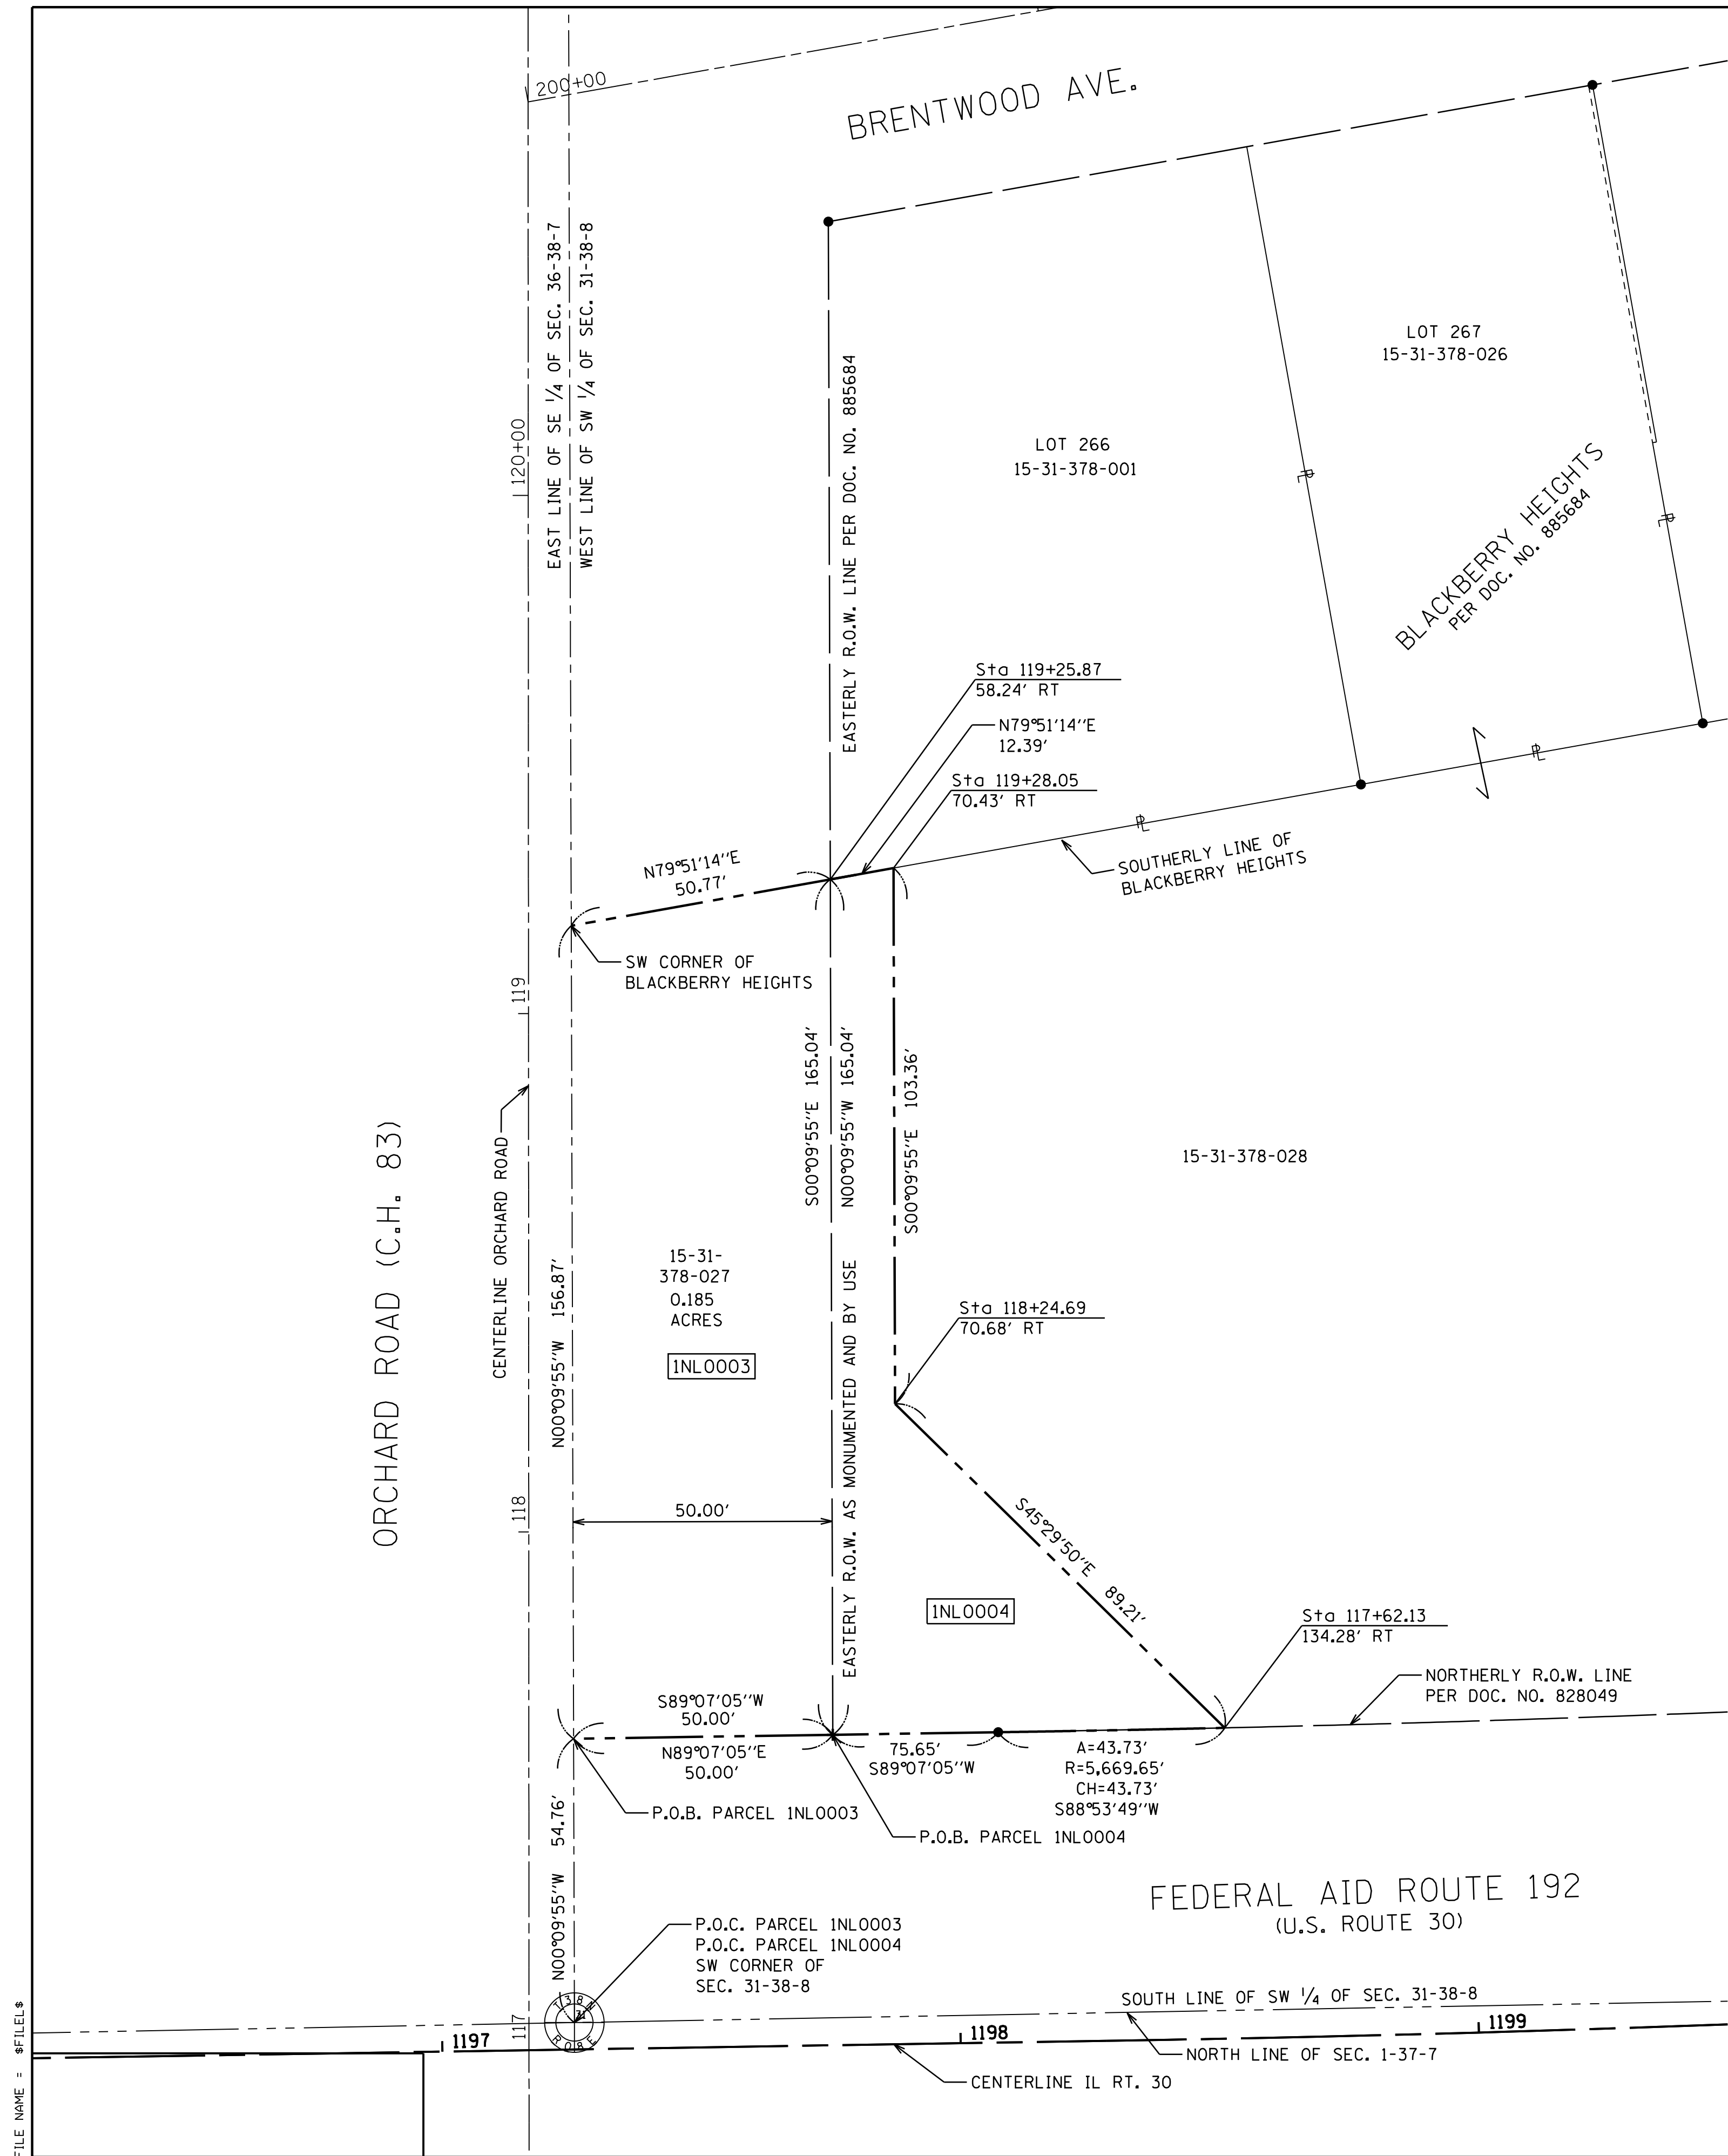 200+00
BRENTWOOD AVE.
EAST LINE OF SE 1/4 OF SEC. 36-38-7
WEST LINE OF SW 1/4 OF SEC. 31-38-8
120+00
EASTERLY R.O.W. LINE PER DOC. NO. 885684
LOT 267
15-31-378-026
LOT 266
15-31-378-001
P
L
P
L
BLACKBERRY HEIGHTS
PER DOC. NO. 885684
Sta 119+25.87
58.24' RT
N79°51'14"E
12.39'
Sta 119+28.05
70.43' RT
P
L
P
L
SOUTHERLY LINE OF
BLACKBERRY HEIGHTS
N79°51'14"E
50.77'
SW CORNER OF
BLACKBERRY HEIGHTS
119
S00°09'55"E 165.04'
N00°09'55"W 165.04'
S00°09'55"E 103.36'
ORCHARD ROAD (C.H. 83)
CENTERLINE ORCHARD ROAD
N00°09'55"W 156.87'
15-31-378-028
15-31-
378-027
0.185
ACRES
1NL0003
EASTERLY R.O.W. AS MONUMENTED AND BY USE
Sta 118+24.69
70.68' RT
118
50.00'
S45°29'50"E 89.21'
1NL0004
Sta 117+62.13
134.28' RT
NORTHERLY R.O.W. LINE
PER DOC. NO. 828049
S89°07'05"W
50.00'
N89°07'05"E
50.00'
75.65'
S89°07'05"W
A=43.73'
R=5,669.65'
CH=43.73'
S88°53'49"W
P.O.B. PARCEL 1NL0003
P.O.B. PARCEL 1NL0004
N00°09'55"W 54.76'
FEDERAL AID ROUTE 192
(U.S. ROUTE 30)
P.O.C. PARCEL 1NL0003
P.O.C. PARCEL 1NL0004
SW CORNER OF
SEC. 31-38-8
T38N
31
R08E
117
SOUTH LINE OF SW 1/4 OF SEC. 31-38-8
1197
1198
1199
NORTH LINE OF SEC. 1-37-7
CENTERLINE IL RT. 30
FILE NAME = $FILEL$